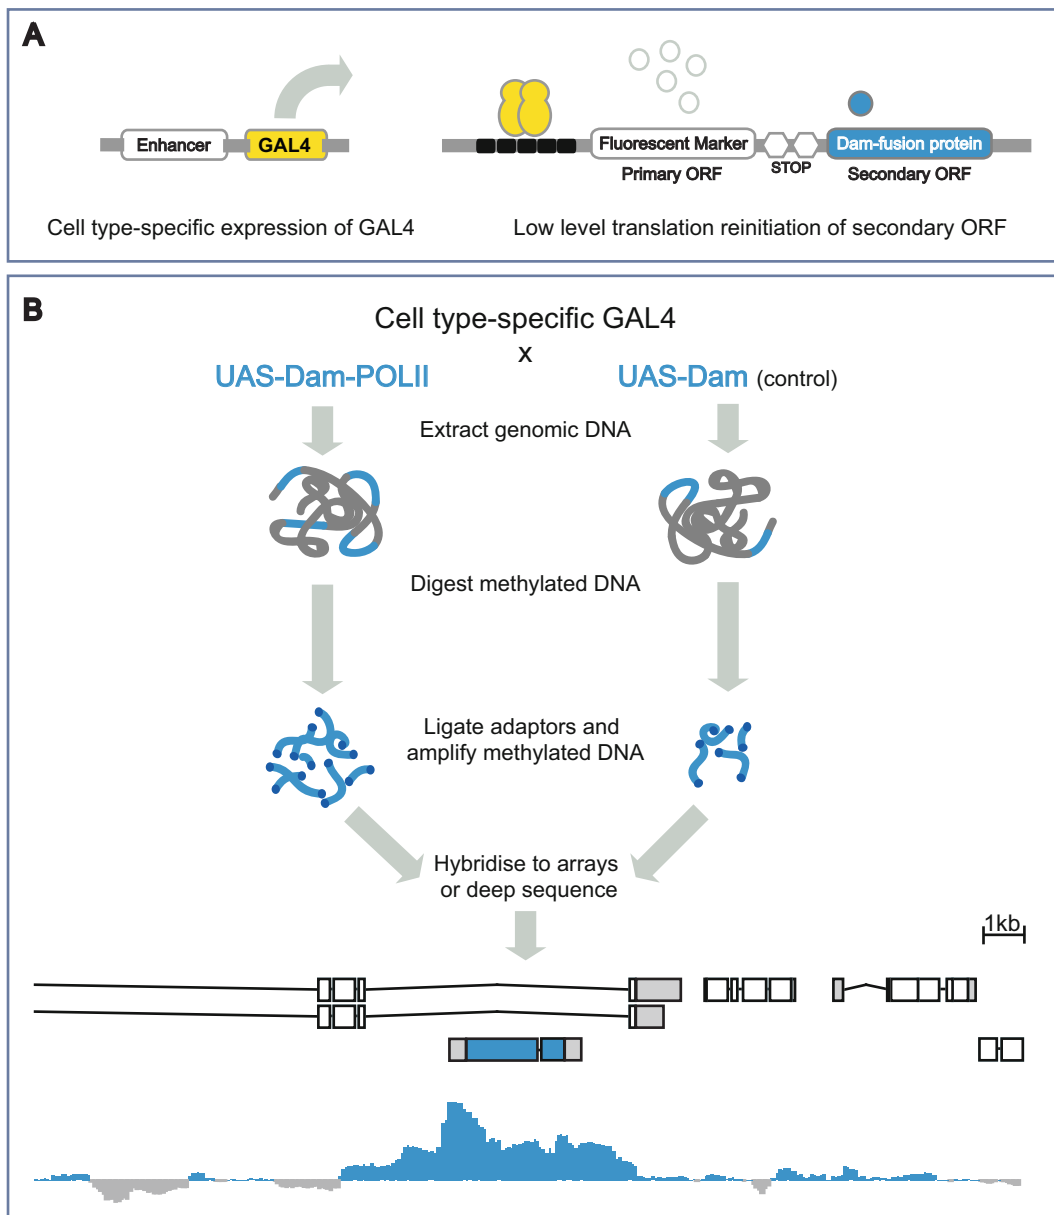 A
Enhancer
GAL4
Fluorescent Marker
Dam-fusion protein
Primary ORF
STOP
Secondary ORF
Cell type-specific expression of GAL4
Low level translation reinitiation of secondary ORF
B
Cell type-specific GAL4
x
UAS-Dam-POLII
UAS-Dam (control)
Extract genomic DNA
Digest methylated DNA
Ligate adaptors and
amplify methylated DNA
Hybridise to arrays
or deep sequence
1kb